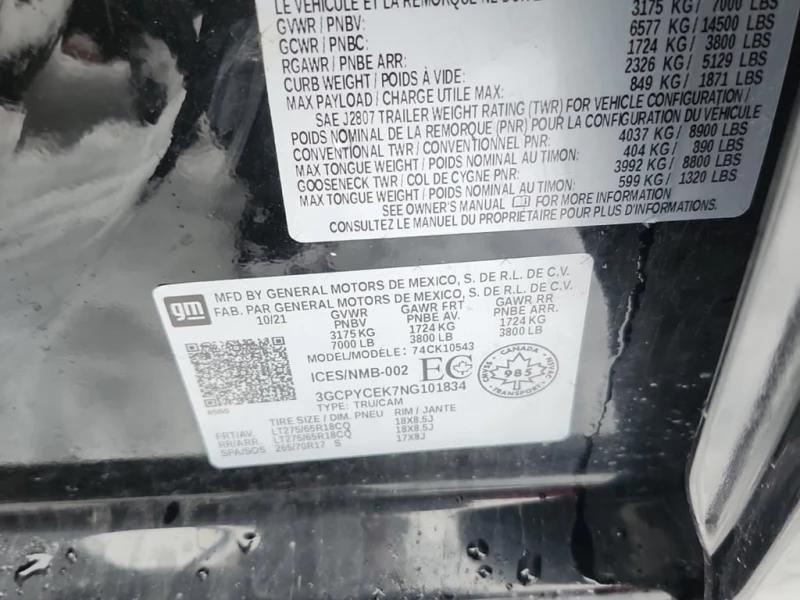 LE VÉHICULE ET LA REMORQUE NE DOI
3175 KG / 7000 LBS
GVWR / PNBV: 6577 KG / 14500 LBS
GCWR / PNBC: 1724 KG / 3800 LBS
RGAWR / PNBE ARR: 2326 KG / 5129 LBS
CURB WEIGHT / POIDS À VIDE: 849 KG / 1871 LBS
MAX PAYLOAD / CHARGE UTILE MAX:
SAE J2807 TRAILER WEIGHT RATING (TWR) FOR VEHICLE CONFIGURATION /
POIDS NOMINAL DE LA REMORQUE (PNR) POUR LA CONFIGURATION DU VÉHICULE
CONVENTIONAL TWR / CONVENTIONNEL PNR: 4037 KG / 8900 LBS
MAX TONGUE WEIGHT / POIDS NOMINAL AU TIMON: 404 KG / 890 LBS
GOOSENECK TWR / COL DE CYGNE PNR: 3992 KG / 8800 LBS
MAX TONGUE WEIGHT / POIDS NOMINAL AU TIMON: 599 KG / 1320 LBS
SEE OWNER'S MANUAL FOR MORE INFORMATION
CONSULTEZ LE MANUEL DU PROPRIÉTAIRE POUR PLUS D'INFORMATIONS.
gm
MFD BY GENERAL MOTORS DE MEXICO, S. DE R.L. DE C.V.
FAB. PAR GENERAL MOTORS DE MEXICO, S. DE R.L. DE C.V.
10/21 GVWR GAWR FRT GAWR RR
PNBV PNBE AV. PNBE ARR.
3175 KG 1724 KG 1724 KG
7000 LB 3800 LB 3800 LB
MODEL/MODÈLE: 74CK10543
ICES/NMB-002 EC
CANADA
985
TRANSPORT
3GCPYCEK7NG101834
TYPE: TRU/CAM
TIRE SIZE / DIM. PNEU RIM / JANTE
FRT/AV. LT275/65R18CQ 18X8.5J
RR/ARR. LT275/65R18CQ 18X8.5J
SPA/SOS 265/70R17 S 17X8J